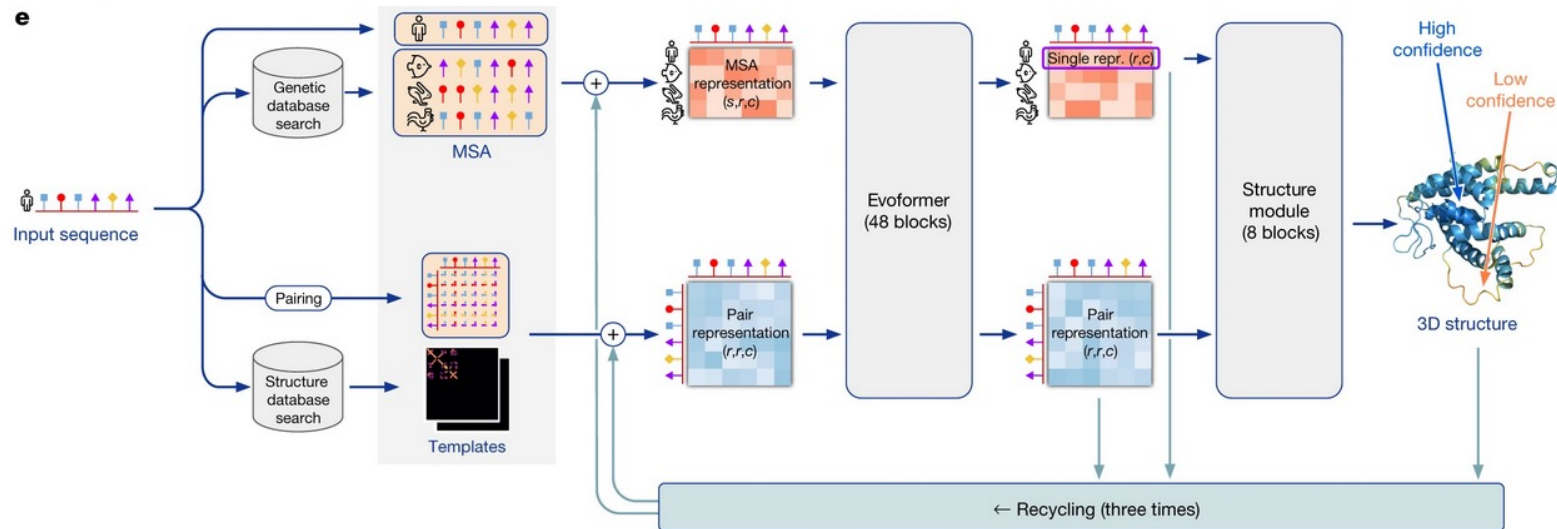 e
Input sequence
Genetic
database
search
MSA
Pairing
Structure
database
search
Templates
MSA
representation
(s,r,c)
Pair
representation
(r,r,c)
Evoformer
(48 blocks)
Single repr. (r,c)
Pair
representation
(r,r,c)
Structure
module
(8 blocks)
High
confidence
Low
confidence
3D structure
← Recycling (three times)